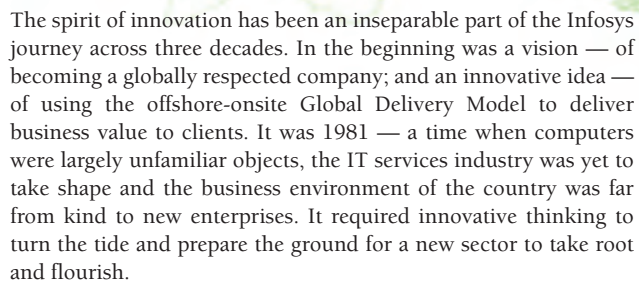 The spirit of innovation has been an inseparable part of the Infosys
journey across three decades. In the beginning was a vision — of
becoming a globally respected company; and an innovative idea —
of using the offshore-onsite Global Delivery Model to deliver
business value to clients. It was 1981 — a time when computers
were largely unfamiliar objects, the IT services industry was yet to
take shape and the business environment of the country was far
from kind to new enterprises. It required innovative thinking to
turn the tide and prepare the ground for a new sector to take root
and flourish.